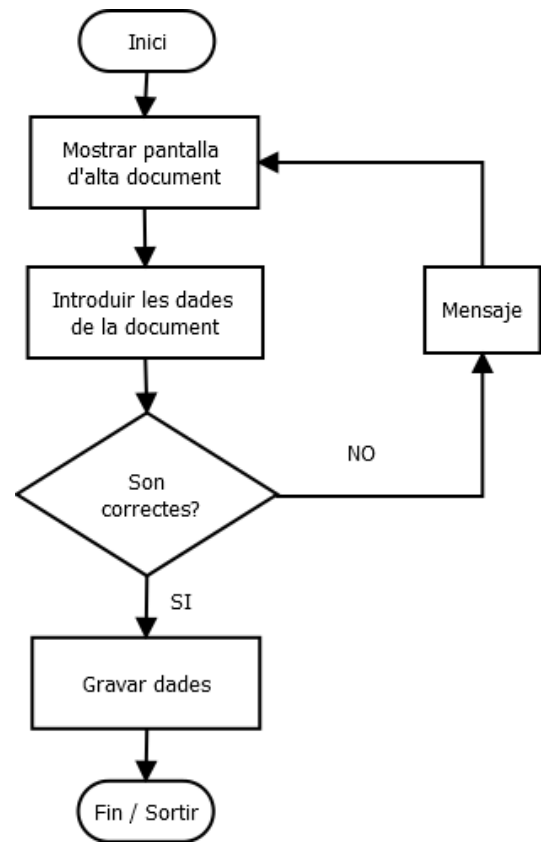 Inici
Mostrar pantalla
d'alta document
Introduir les dades
de la document
Mensaje
Son
correctes?
NO
SI
Gravar dades
Fin / Sortir